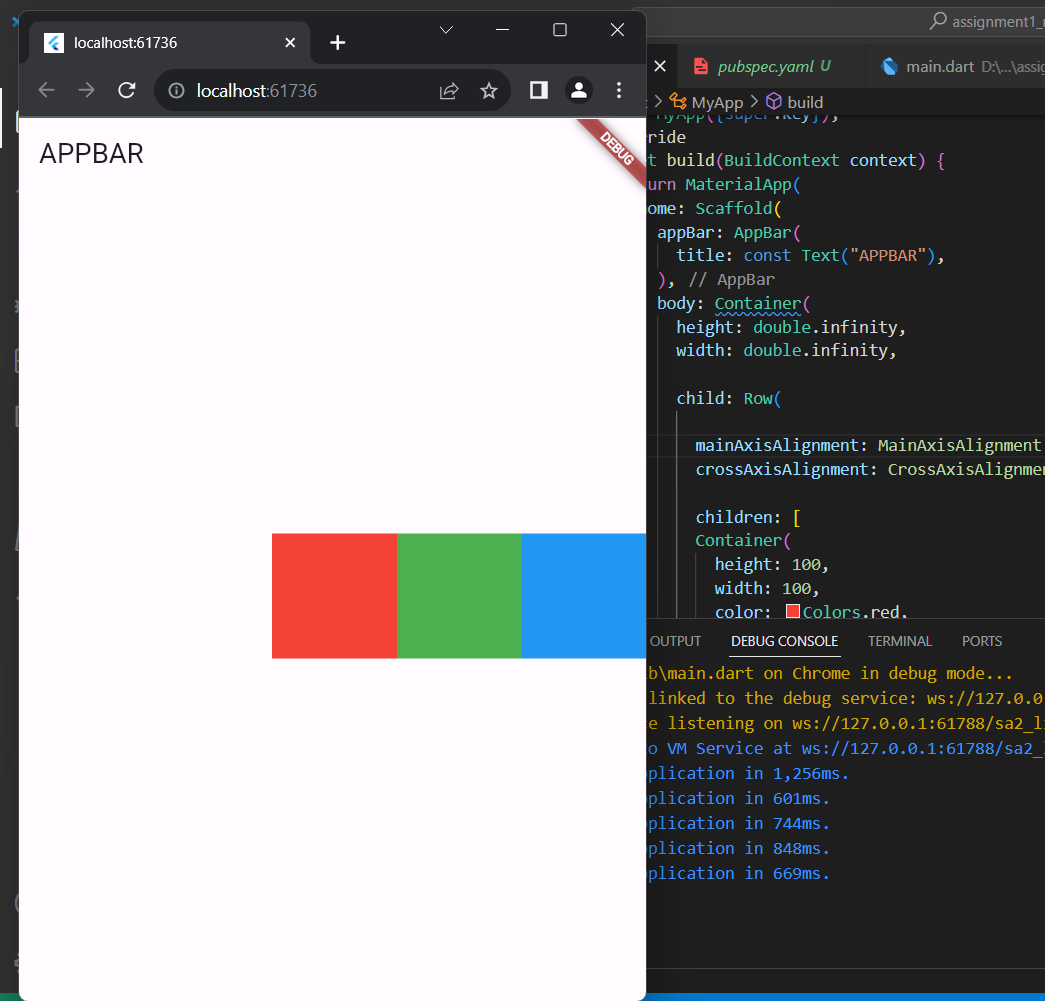 localhost:61736
localhost:61736
APPBAR
DEBUG
assignment1_
pubspec.yaml U
main.dart D:\...\assig
MyApp > build
MyApp({super.key});
ride
t build(BuildContext context) {
urn MaterialApp(
ome: Scaffold(
appBar: AppBar(
title: const Text("APPBAR"),
), // AppBar
body: Container(
height: double.infinity,
width: double.infinity,
child: Row(
mainAxisAlignment: MainAxisAlignment
crossAxisAlignment: CrossAxisAlignme
children: [
Container(
height: 100,
width: 100,
color: Colors.red,
OUTPUT DEBUG CONSOLE TERMINAL PORTS
b\main.dart on Chrome in debug mode...
linked to the debug service: ws://127.0.0
e listening on ws://127.0.0.1:61788/sa2_l
o VM Service at ws://127.0.0.1:61788/sa2_
plication in 1,256ms.
plication in 601ms.
plication in 744ms.
plication in 848ms.
plication in 669ms.